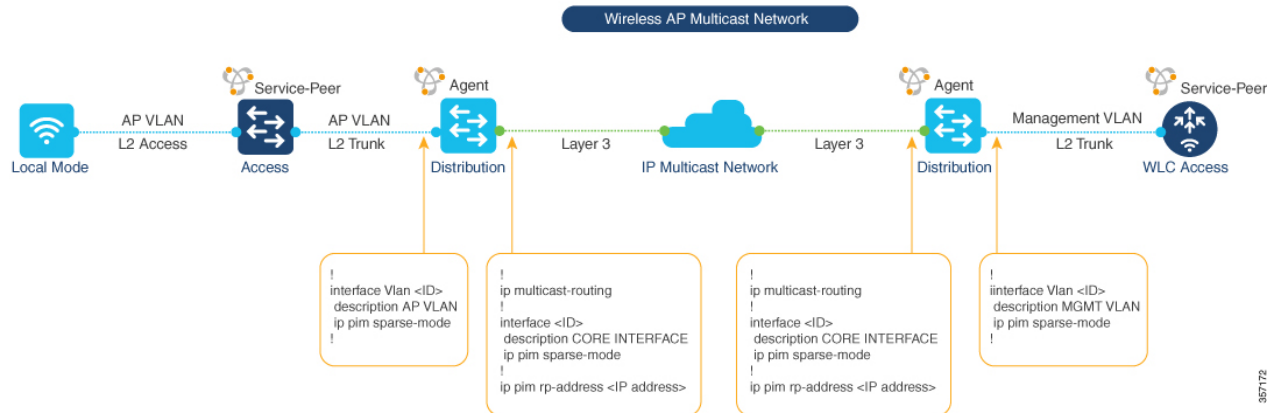 Wireless AP Multicast Network
Service-Peer
Agent
Agent
Service-Peer
AP VLAN
AP VLAN
Management VLAN
L2 Access
L2 Trunk
Layer 3
Layer 3
L2 Trunk
Local Mode
Access
Distribution
IP Multicast Network
Distribution
WLC Access
!
interface Vlan <ID>
description AP VLAN
ip pim sparse-mode
!
!
ip multicast-routing
!
interface <ID>
description CORE INTERFACE
ip pim sparse-mode
!
ip pim rp-address <IP address>
!
ip multicast-routing
!
interface <ID>
description CORE INTERFACE
ip pim sparse-mode
!
ip pim rp-address <IP address>
!
iinterface Vlan <ID>
description MGMT VLAN
ip pim sparse-mode
!
357172